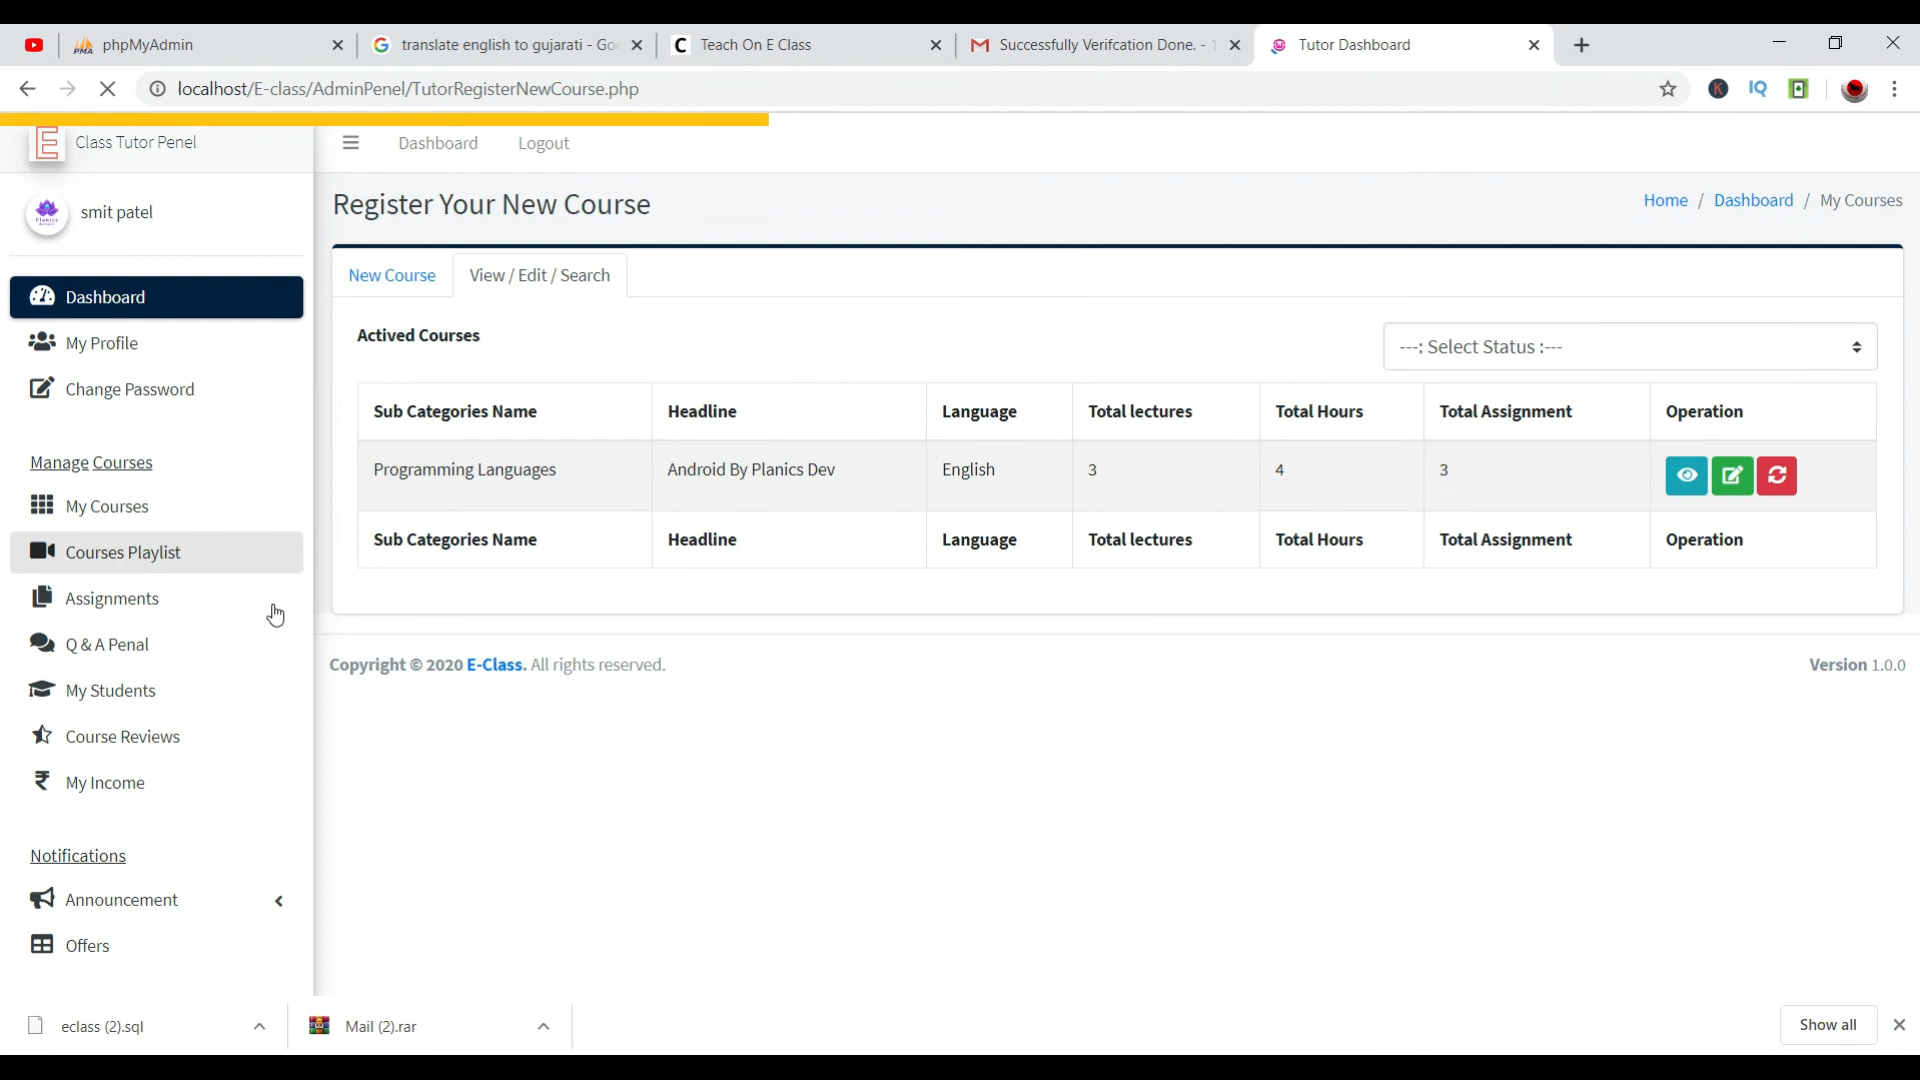 phpMyAdmin
translate english to gujarati - Goo
Teach On E Class
Successfully Verifcation Done. - 1
Tutor Dashboard
localhost/E-class/AdminPenel/TutorRegisterNewCourse.php
K
IQ
E
Class Tutor Penel
Dashboard
Logout
smit patel
Register Your New Course
Home / Dashboard / My Courses
Dashboard
My Profile
Change Password
Manage Courses
My Courses
Courses Playlist
Assignments
Q & A Penal
My Students
Course Reviews
My Income
Notifications
Announcement
Offers
New Course
View / Edit / Search
Actived Courses
---: Select Status :---
Sub Categories Name Headline Language Total lectures Total Hours Total Assignment Operation
Programming Languages Android By Planics Dev English 3 4 3
Sub Categories Name Headline Language Total lectures Total Hours Total Assignment Operation
Copyright © 2020 E-Class. All rights reserved.
Version 1.0.0
eclass (2).sql
Mail (2).rar
Show all